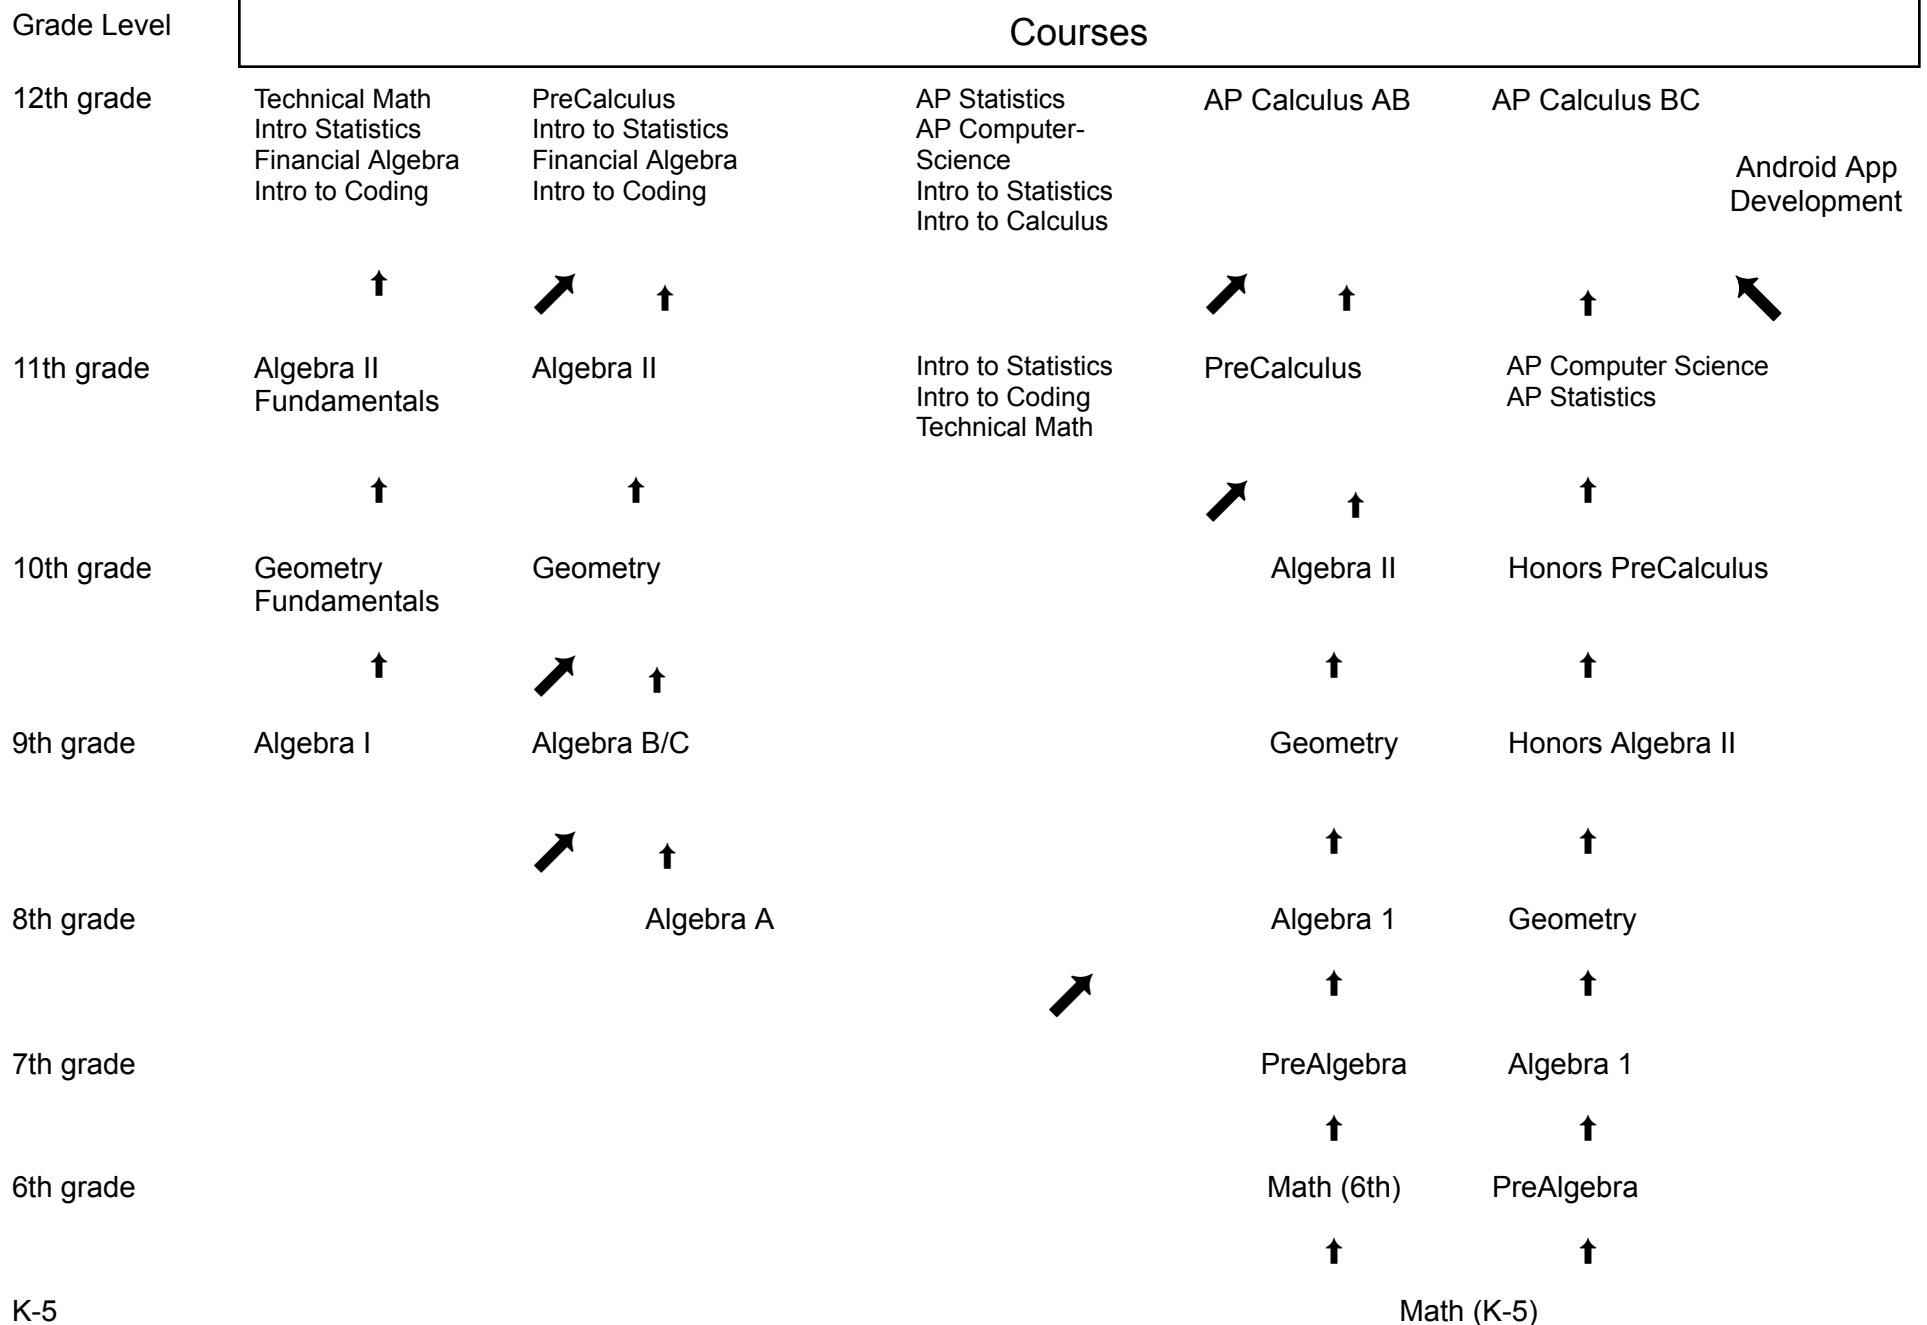 Grade Level
Courses
12th grade
Technical Math
Intro Statistics
Financial Algebra
Intro to Coding
PreCalculus
Intro to Statistics
Financial Algebra
Intro to Coding
AP Statistics
AP Computer-
Science
Intro to Statistics
Intro to Calculus
AP Calculus AB
AP Calculus BC
Android App
Development
11th grade
Algebra II
Fundamentals
Algebra II
Intro to Statistics
Intro to Coding
Technical Math
PreCalculus
AP Computer Science
AP Statistics
10th grade
Geometry
Fundamentals
Geometry
Algebra II
Honors PreCalculus
9th grade
Algebra I
Algebra B/C
Geometry
Honors Algebra II
8th grade
Algebra A
Algebra 1
Geometry
7th grade
PreAlgebra
Algebra 1
6th grade
Math (6th)
PreAlgebra
K-5
Math (K-5)